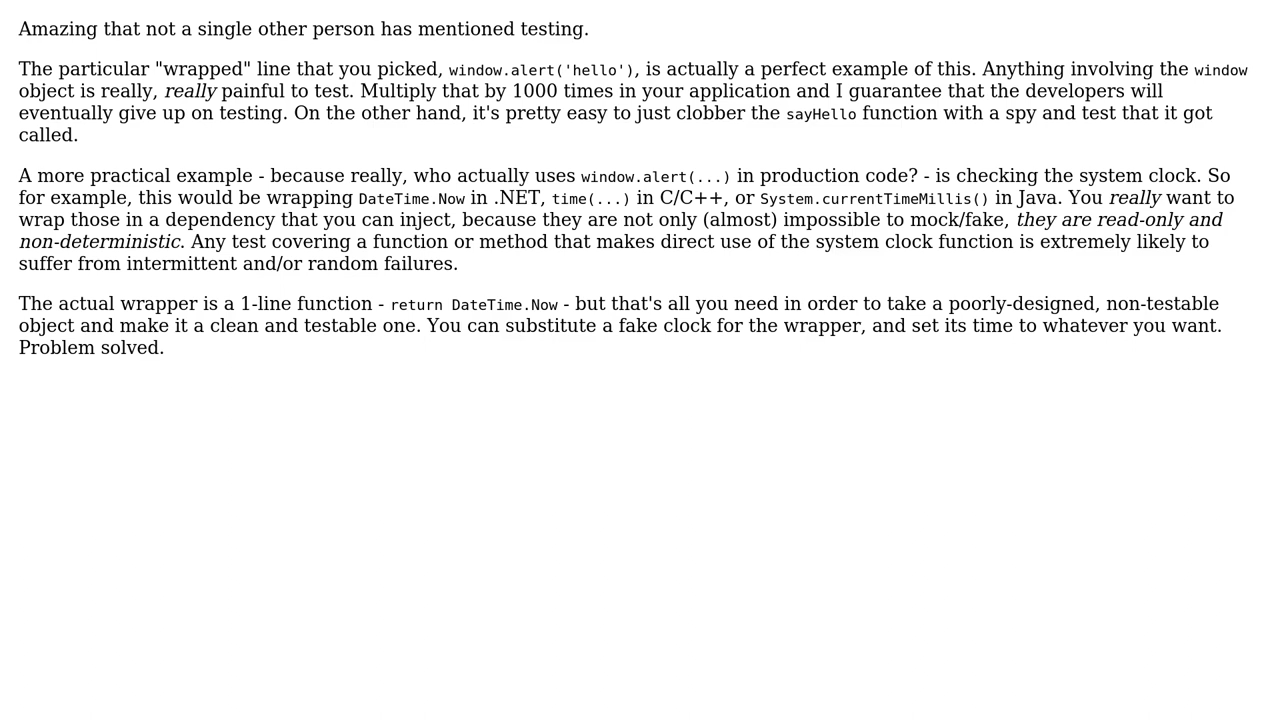 Amazing that not a single other person has mentioned testing.
The particular "wrapped" line that you picked, window.alert('hello'), is actually a perfect example of this. Anything involving the window
object is really, really painful to test. Multiply that by 1000 times in your application and I guarantee that the developers will
eventually give up on testing. On the other hand, it's pretty easy to just clobber the sayHello function with a spy and test that it got
called.
A more practical example - because really, who actually uses window.alert(...) in production code? - is checking the system clock. So
for example, this would be wrapping DateTime.Now in .NET, time(...) in C/C++, or System.currentTimeMillis() in Java. You really want to
wrap those in a dependency that you can inject, because they are not only (almost) impossible to mock/fake, they are read-only and
non-deterministic. Any test covering a function or method that makes direct use of the system clock function is extremely likely to
suffer from intermittent and/or random failures.
The actual wrapper is a 1-line function - return DateTime.Now - but that's all you need in order to take a poorly-designed, non-testable
object and make it a clean and testable one. You can substitute a fake clock for the wrapper, and set its time to whatever you want.
Problem solved.